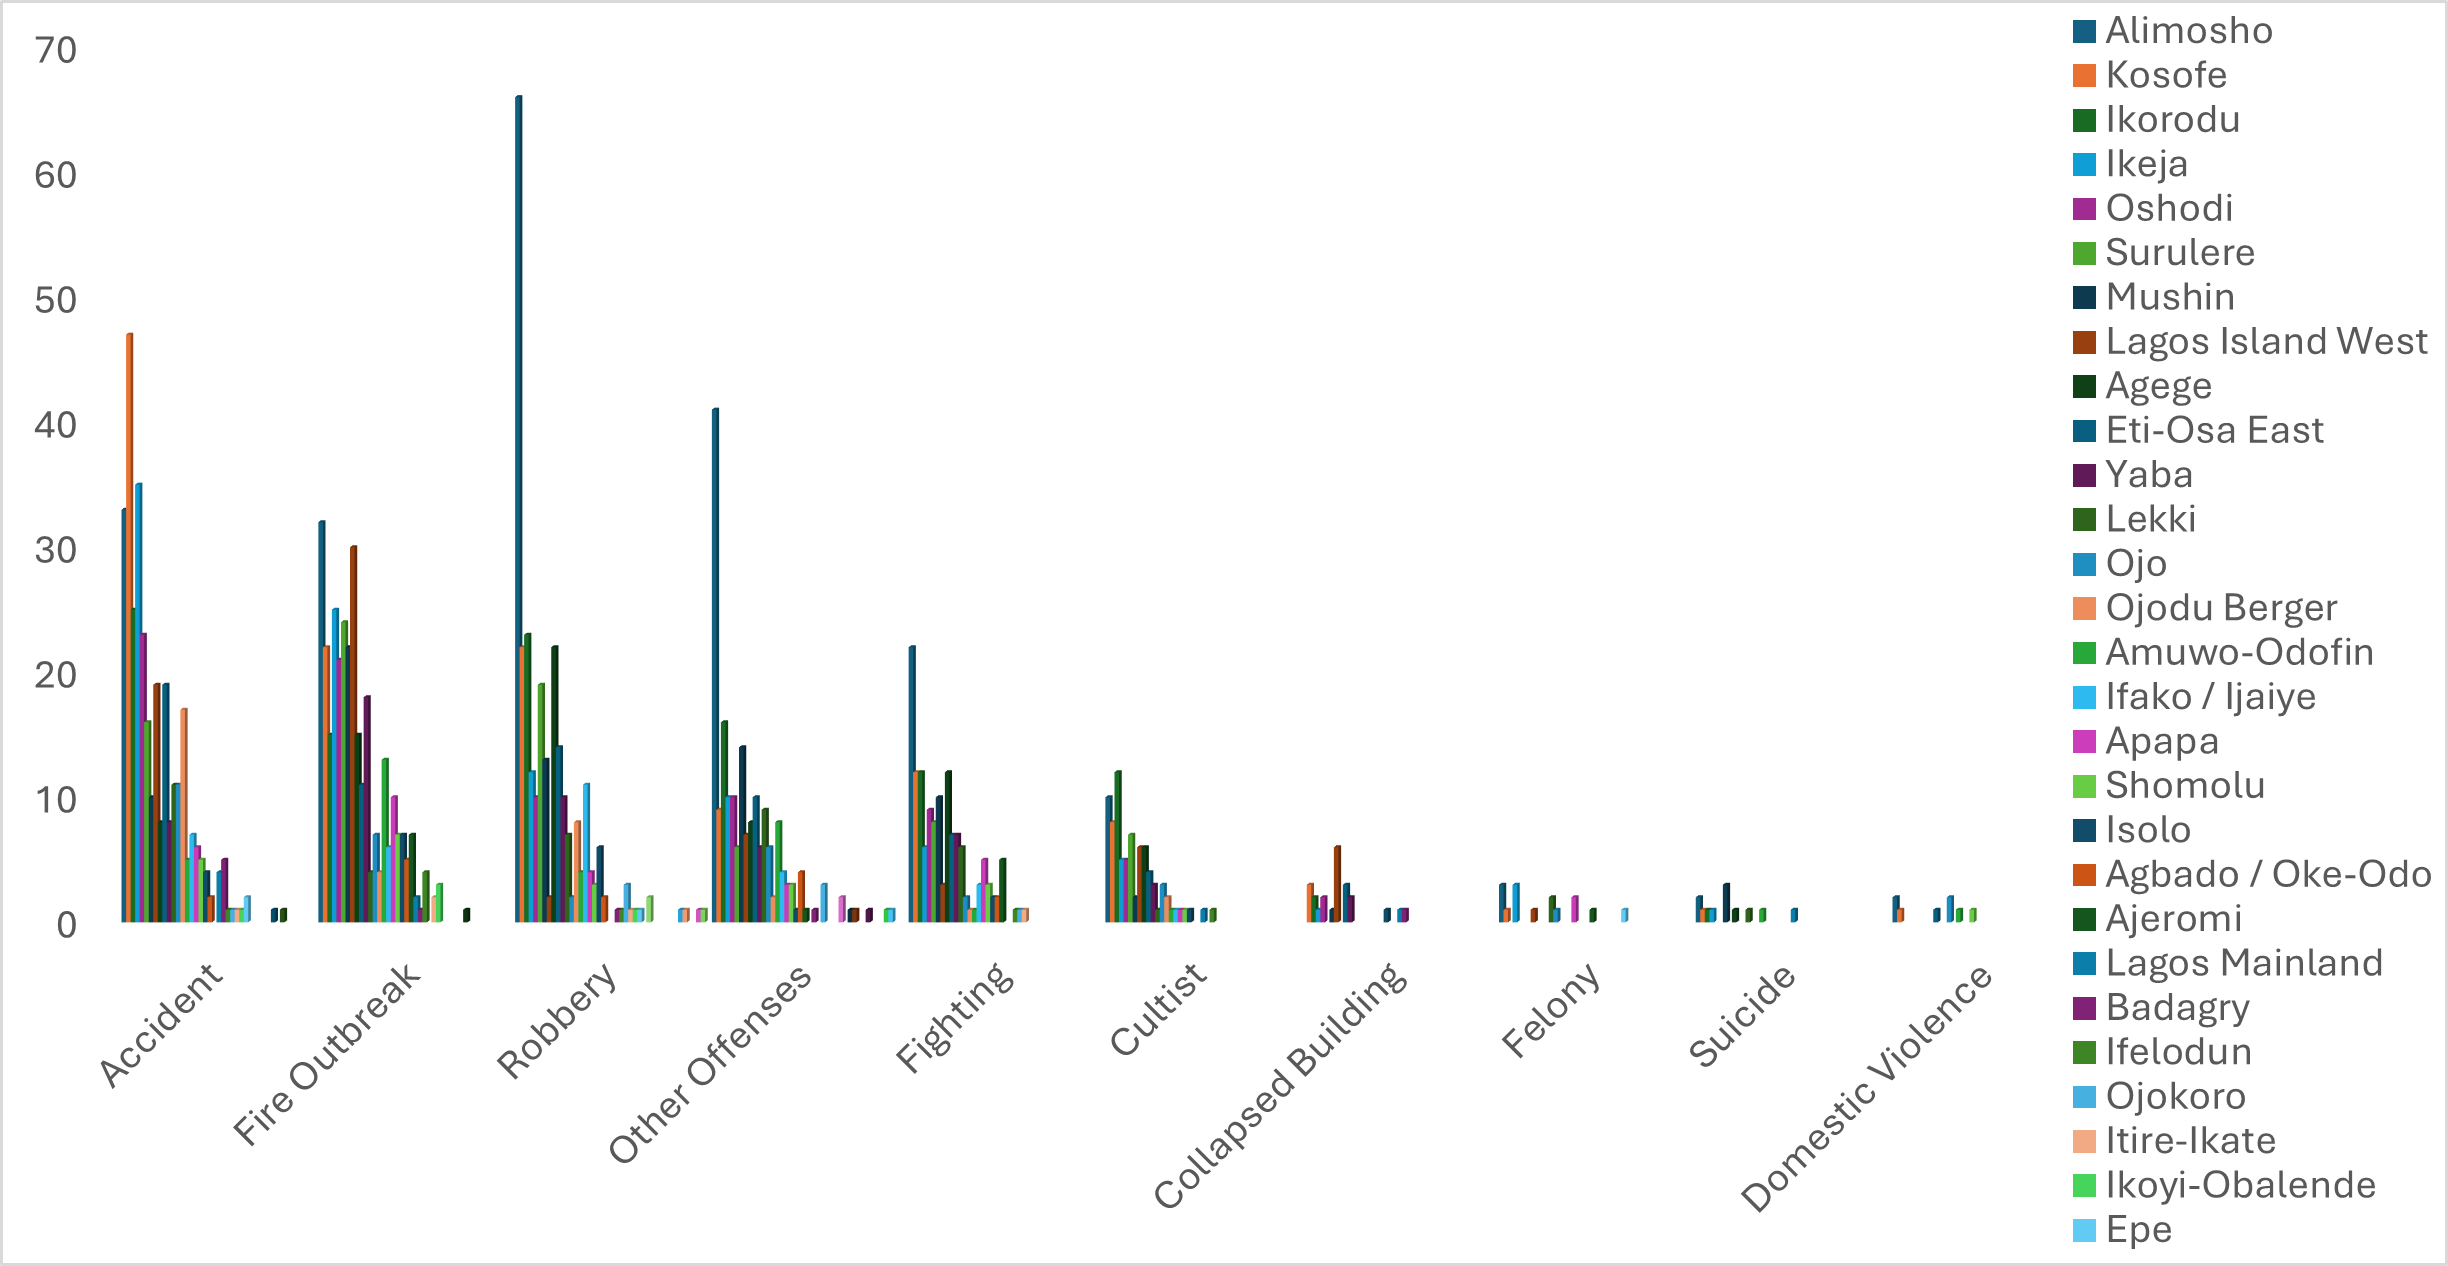 70
60
50
40
30
20
10
0
Accident
Fire Outbreak
Robbery
Other Offenses
Fighting
Cultist
Collapsed Building
Felony
Suicide
Domestic Violence
Alimosho
Kosofe
Ikorodu
Ikeja
Oshodi
Surulere
Mushin
Lagos Island West
Agege
Eti-Osa East
Yaba
Lekki
Ojo
Ojodu Berger
Amuwo-Odofin
Ifako / Ijaiye
Apapa
Shomolu
Isolo
Agbado / Oke-Odo
Ajeromi
Lagos Mainland
Badagry
Ifelodun
Ojokoro
Itire-Ikate
Ikoyi-Obalende
Epe